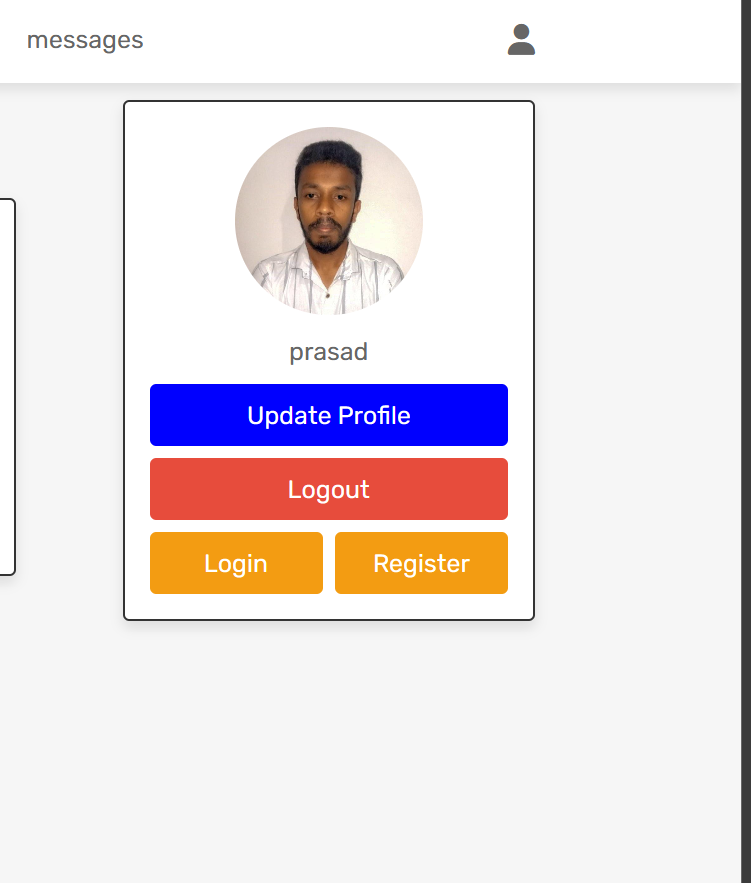 messages
prasad
Update Profile
Logout
Login
Register